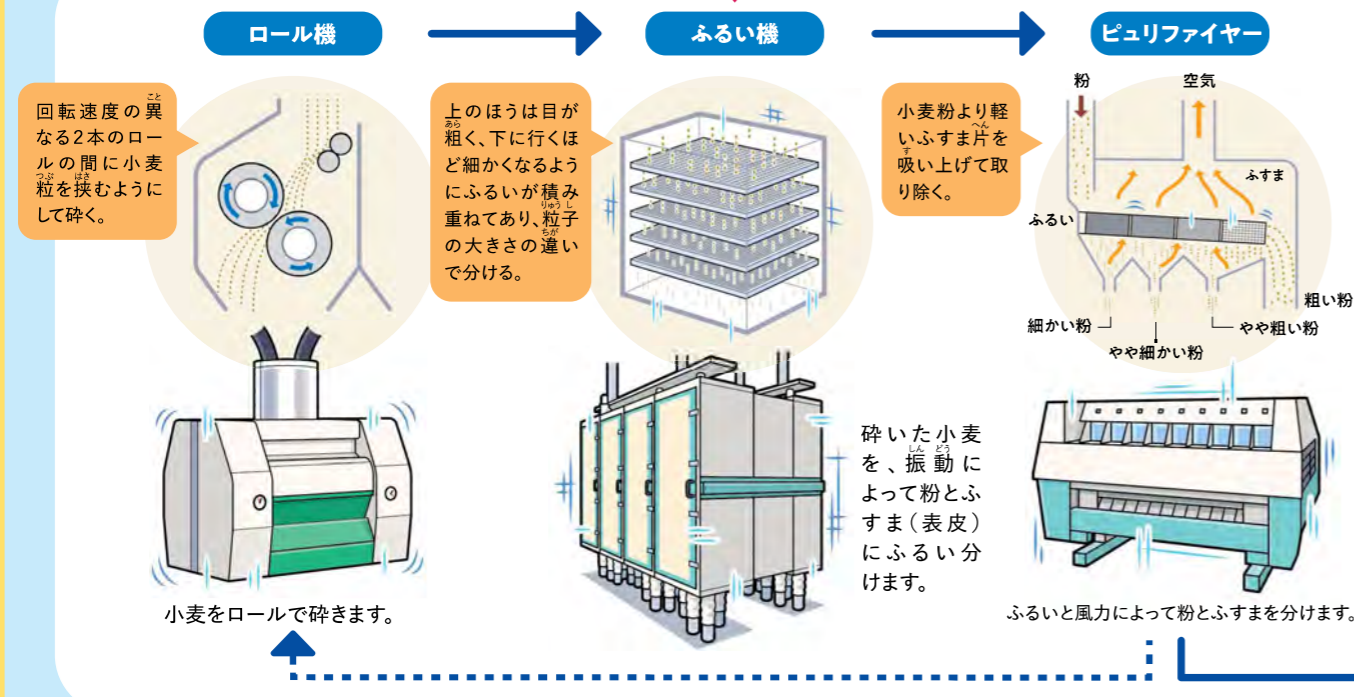 ロール機
回転速度の異
なる2本のロー
ルの間に小麦
粒を挟むように
して砕く。
小麦をロールで砕きます。
ふるい機
上のほうは目が
粗く、下に行くほ
ど細かくなるよう
にふるいが積み
重ねてあり、粒子
の大きさの違い
で分ける。
砕いた小麦
を、振動に
よって粉とふ
すま(表皮)
にふるい分
けます。
ピュリファイヤー
小麦粉より軽
いふすま片を
吸い上げて取
り除く。
粉
空気
ふすま
ふるい
粗い粉
細かい粉
やや粗い粉
やや細かい粉
ふるいと風力によって粉とふすまを分けます。